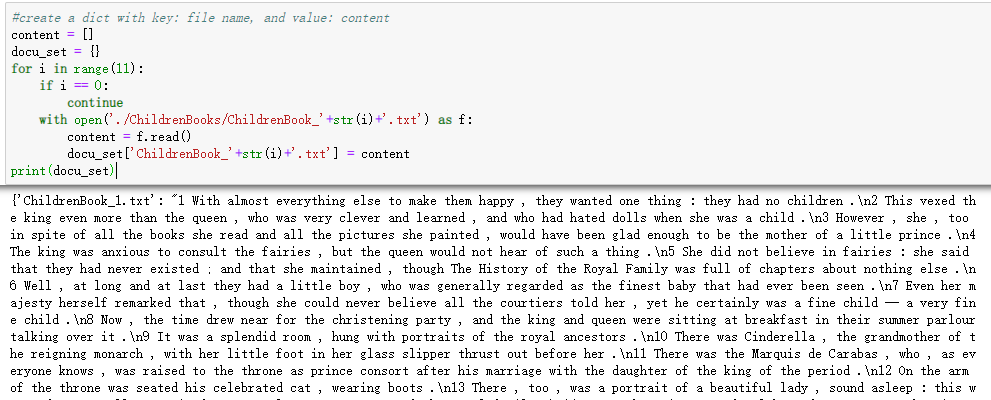 #create a dict with key: file name, and value: content
content = []
docu_set = {}
for i in range(11):
    if i == 0:
        continue
    with open('./ChildrenBooks/ChildrenBook_'+str(i)+'.txt') as f:
        content = f.read()
        docu_set['ChildrenBook_'+str(i)+'.txt'] = content
print(docu_set)
{'ChildrenBook_1.txt': "1 With almost everything else to make them happy , they wanted one thing : they had no children .\n2 This vexed th
e king even more than the queen , who was very clever and learned , and who had hated dolls when she was a child .\n3 However , she , too
in spite of all the books she read and all the pictures she painted , would have been glad enough to be the mother of a little prince .\n4
The king was anxious to consult the fairies , but the queen would not hear of such a thing .\n5 She did not believe in fairies : she said
that they had never existed ; and that she maintained , though The History of the Royal Family was full of chapters about nothing else .\n
6 Well , at long and at last they had a little boy , who was generally regarded as the finest baby that had ever been seen .\n7 Even her m
ajesty herself remarked that , though she could never believe all the courtiers told her , yet he certainly was a fine child —— a very fin
e child .\n8 Now , the time drew near for the christening party , and the king and queen were sitting at breakfast in their summer parlour
talking over it .\n9 It was a splendid room , hung with portraits of the royal ancestors .\n10 There was Cinderella , the grandmother of t
he reigning monarch , with her little foot in her glass slipper thrust out before her .\n11 There was the Marquis de Carabas , who , as ev
eryone knows , was raised to the throne as prince consort after his marriage with the daughter of the king of the period .\n12 On the arm
of the throne was seated his celebrated cat , wearing boots .\n13 There , too , was a portrait of a beautiful lady , sound asleep : this w